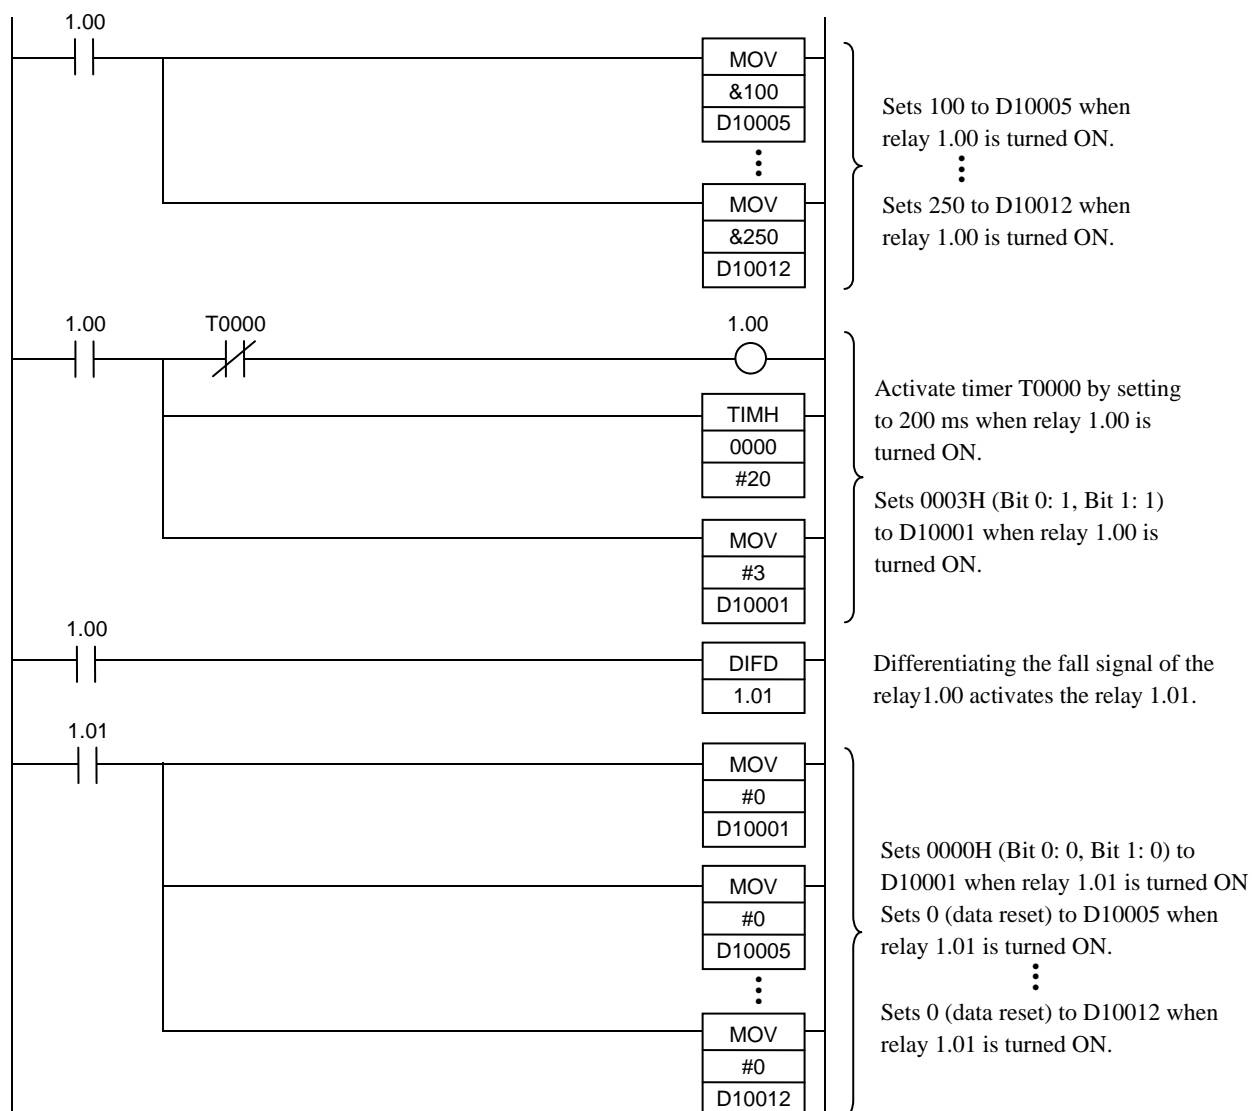 1.00
MOV
&100
D10005
Sets 100 to D10005 when
relay 1.00 is turned ON.
MOV
&250
D10012
Sets 250 to D10012 when
relay 1.00 is turned ON.
1.00
T0000
1.00
TIMH
0000
#20
Activate timer T0000 by setting
to 200 ms when relay 1.00 is
turned ON.
MOV
#3
D10001
Sets 0003H (Bit 0: 1, Bit 1: 1)
to D10001 when relay 1.00 is
turned ON.
1.00
DIFD
1.01
Differentiating the fall signal of the
relay1.00 activates the relay 1.01.
1.01
MOV
#0
D10001
MOV
#0
D10005
MOV
#0
D10012
Sets 0000H (Bit 0: 0, Bit 1: 0) to
D10001 when relay 1.01 is turned ON
Sets 0 (data reset) to D10005 when
relay 1.01 is turned ON.
Sets 0 (data reset) to D10012 when
relay 1.01 is turned ON.